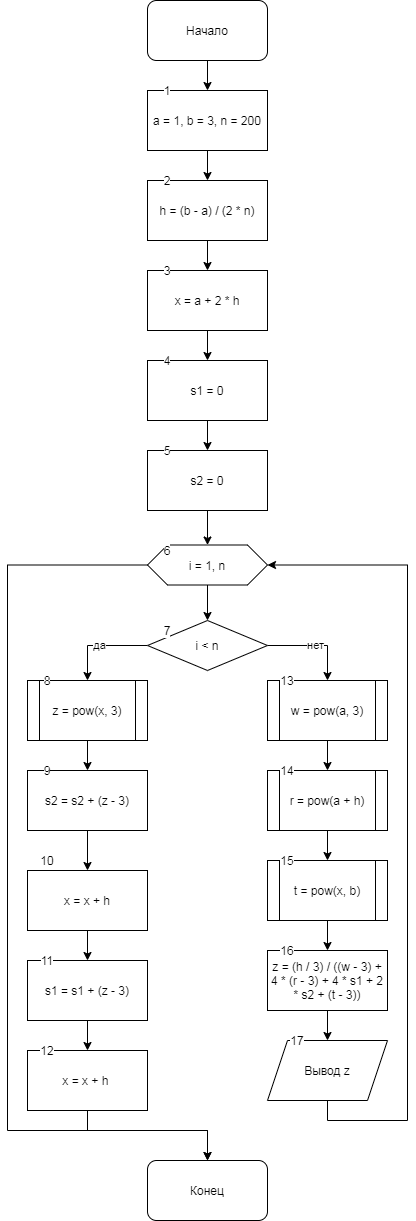 Начало
1
a = 1, b = 3, n = 200
2
h = (b - a) / (2 * n)
3
x = a + 2 * h
4
s1 = 0
5
s2 = 0
6
i = 1, n
7
i < n
да
нет
8
z = pow(x, 3)
9
s2 = s2 + (z - 3)
10
x = x + h
11
s1 = s1 + (z - 3)
12
x = x + h
13
w = pow(a, 3)
14
r = pow(a + h)
15
t = pow(x, b)
16
z = (h / 3) / ((w - 3) +
4 * (r - 3) + 4 * s1 + 2
* s2 + (t - 3))
17
Вывод z
Конец